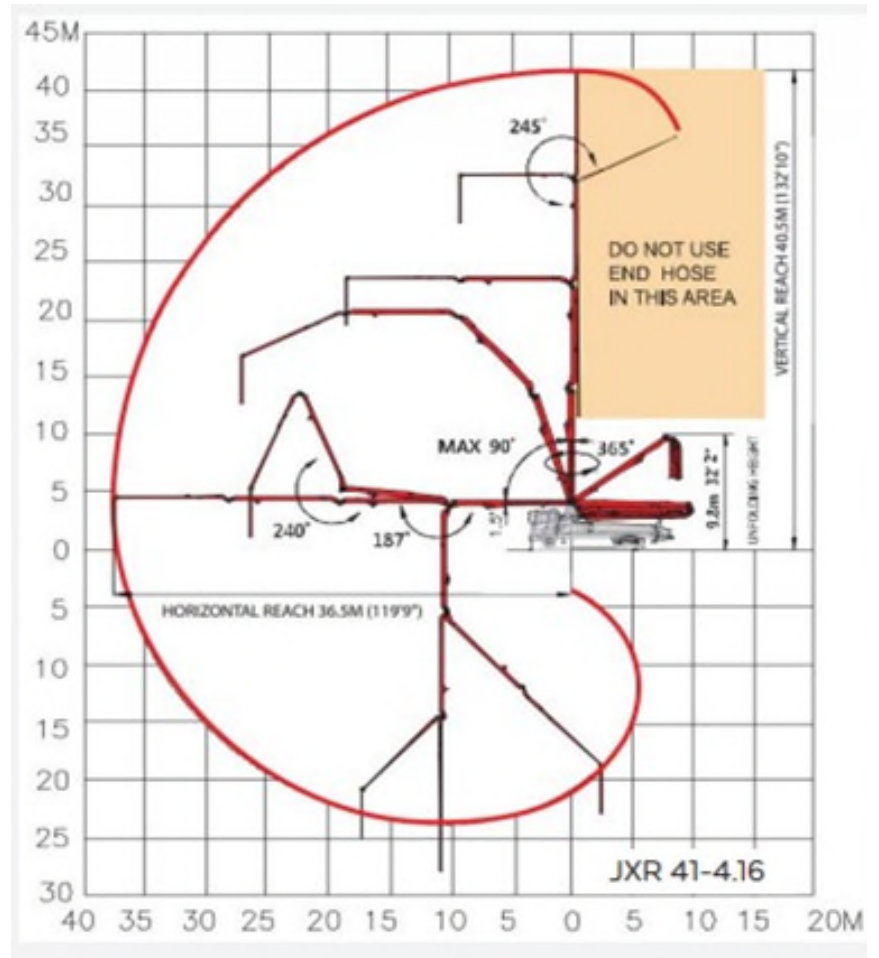 45M
40
35
30
25
20
15
10
5
0
5
10
15
20
25
30
40 35 30 25 20 15 10 5 0 5 10 15 20M
245°
DO NOT USE
END HOSE
IN THIS AREA
VERTICAL REACH 40.5M (132'10")
MAX 90°
365°
240°
187°
1.5°
9.8m 32'2"
UNFOLDING HEIGHT
HORIZONTAL REACH 36.5M (119'9")
JXR 41-4.16